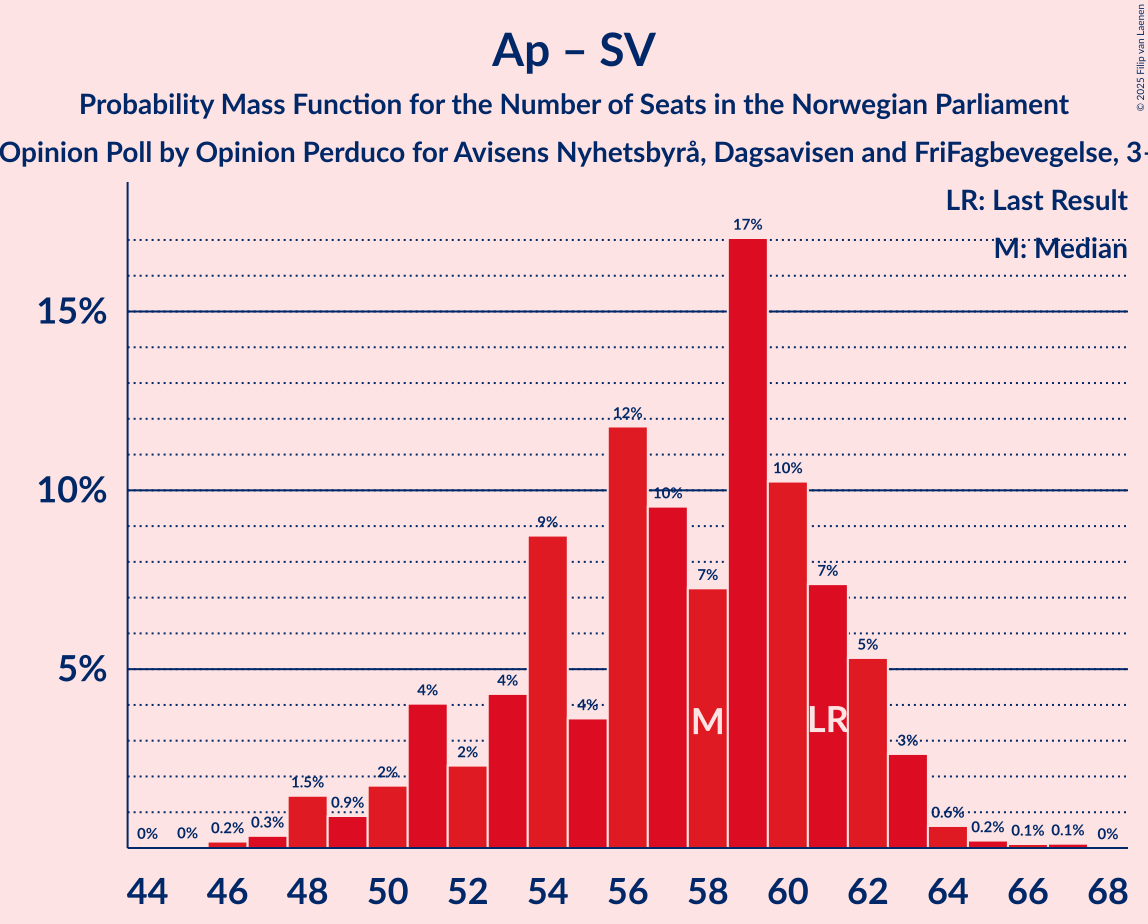 Ap – SV
Probability Mass Function for the Number of Seats in the Norwegian Parliament
Opinion Poll by Opinion Perduco for Avisens Nyhetsbyrå, Dagsavisen and FriFagbevegelse, 3-
© 2025 Filip van Laenen
LR: Last Result
M: Median
17%
15%
12%
10%
10%
10%
9%
7%
7%
5%
5%
4%
4%
4%
M
LR
3%
2%
2%
1.5%
0.9%
0.6%
0% 0% 0.2% 0.3% 0.2% 0.1% 0.1% 0%
44 46 48 50 52 54 56 58 60 62 64 66 68